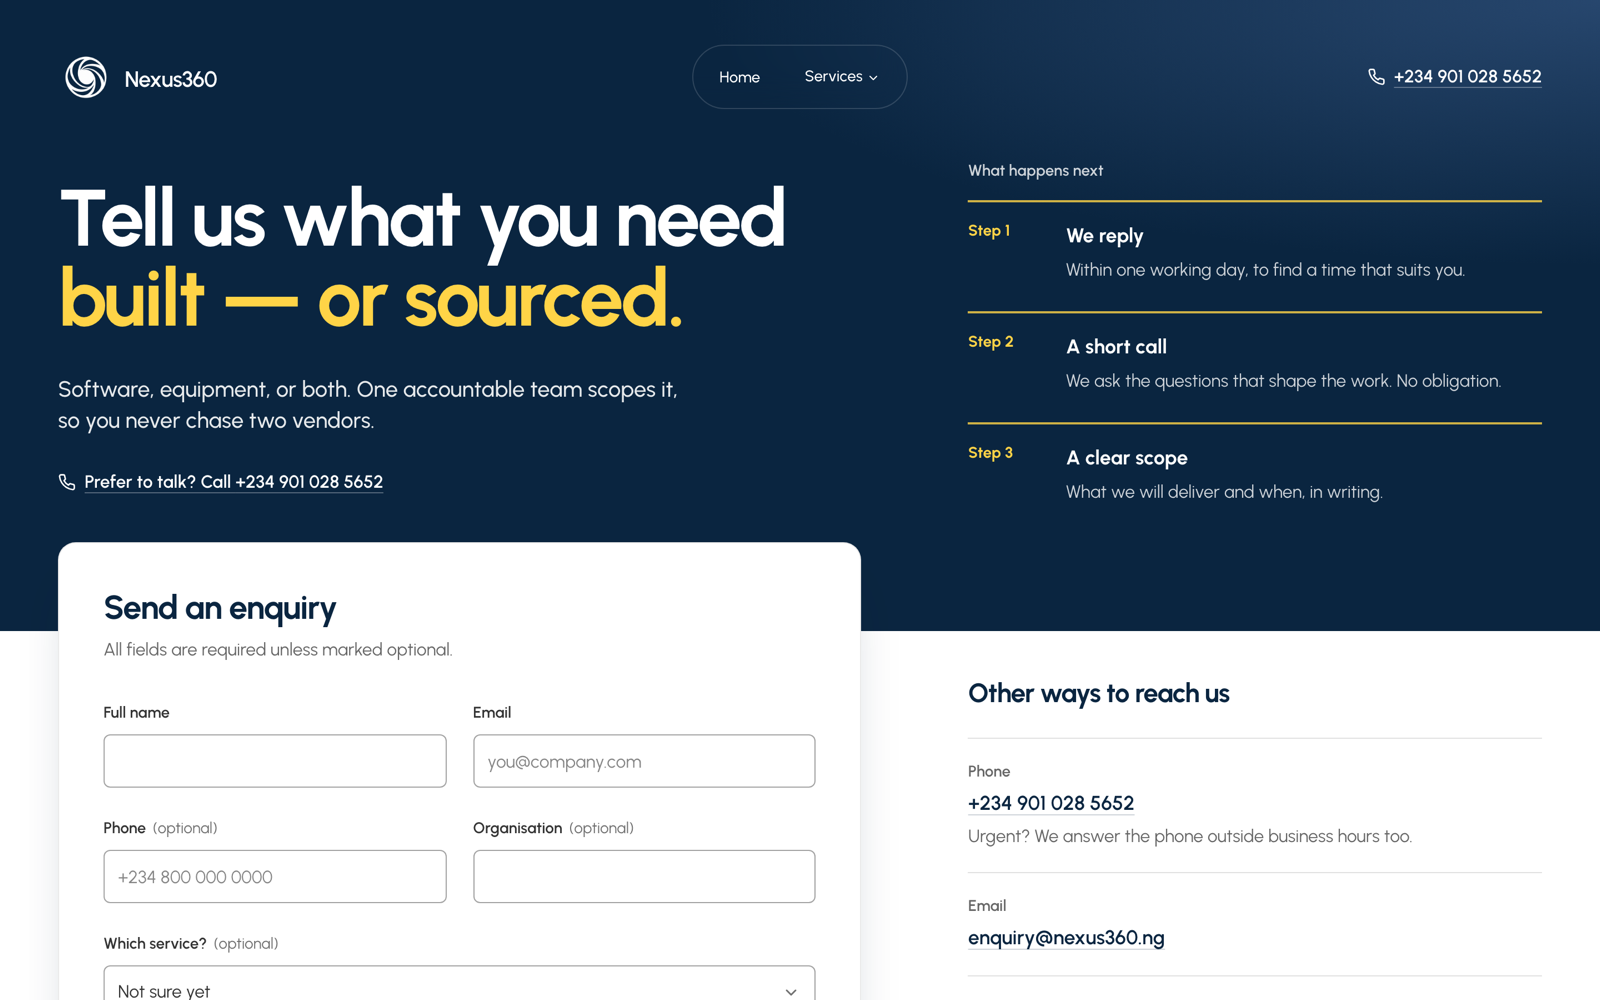 Nexus360
Home
Services
+234 901 028 5652
Tell us what you need
built — or sourced.
Software, equipment, or both. One accountable team scopes it,
so you never chase two vendors.
Prefer to talk? Call +234 901 028 5652
What happens next
Step 1
We reply
Within one working day, to find a time that suits you.
Step 2
A short call
We ask the questions that shape the work. No obligation.
Step 3
A clear scope
What we will deliver and when, in writing.
Send an enquiry
All fields are required unless marked optional.
Full name
Email
you@company.com
Phone (optional)
Organisation (optional)
+234 800 000 0000
Which service? (optional)
Not sure yet
Other ways to reach us
Phone
+234 901 028 5652
Urgent? We answer the phone outside business hours too.
Email
enquiry@nexus360.ng